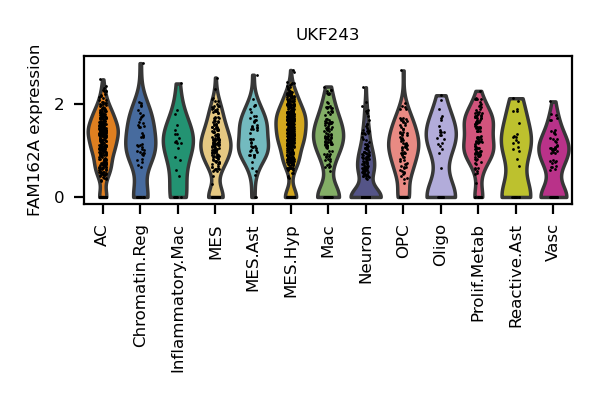 UKF243
FAM162A expression
2
0
AC
Chromatin.Reg
Inflammatory.Mac
MES
MES.Ast
MES.Hyp
Mac
Neuron
OPC
Oligo
Prolif.Metab
Reactive.Ast
Vasc